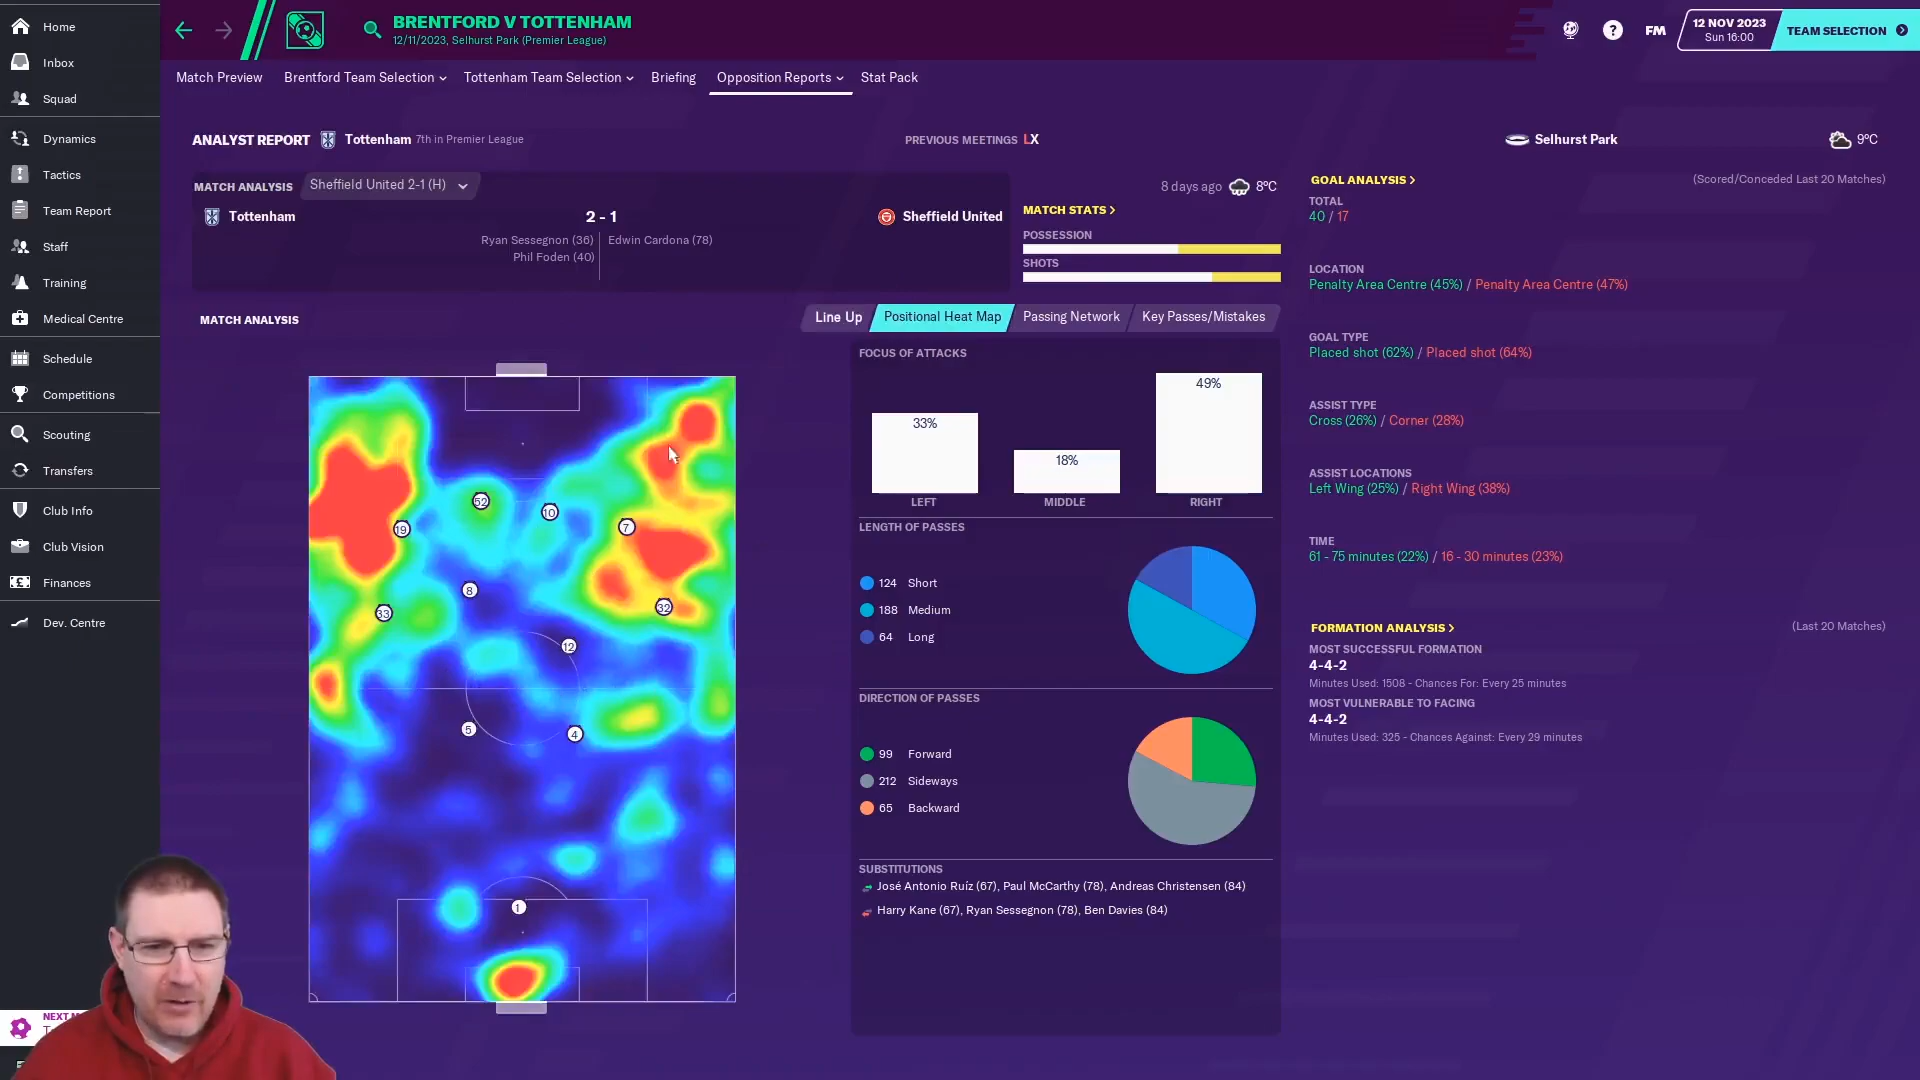 Home
Inbox
Squad
Dynamics
Tactics
Team Report
Staff
Training
Medical Centre
Schedule
Competitions
Scouting
Transfers
Club Info
Club Vision
Finances
Dev. Centre
BRENTFORD V TOTTENHAM
12/11/2023, Selhurst Park (Premier League)
?
FM
12 NOV 2023
Sun 16:00
TEAM SELECTION
Match Preview
Brentford Team Selection
Tottenham Team Selection
Briefing
Opposition Reports
Stat Pack
ANALYST REPORT
Tottenham 7th in Premier League
PREVIOUS MEETINGS LX
Selhurst Park
9°C
MATCH ANALYSIS
Sheffield United 2-1 (H)
8 days ago
8°C
Tottenham
2 - 1
Sheffield United
Ryan Sessegnon (36)
Edwin Cardona (78)
Phil Foden (40)
MATCH STATS >
POSSESSION
SHOTS
GOAL ANALYSIS >
(Scored/Conceded Last 20 Matches)
TOTAL
40 / 17
LOCATION
Penalty Area Centre (45%) / Penalty Area Centre (47%)
GOAL TYPE
Placed shot (62%) / Placed shot (64%)
ASSIST TYPE
Cross (26%) / Corner (28%)
ASSIST LOCATIONS
Left Wing (25%) / Right Wing (38%)
TIME
61 - 75 minutes (22%) / 16 - 30 minutes (23%)
MATCH ANALYSIS
Line Up
Positional Heat Map
Passing Network
Key Passes/Mistakes
52
10
7
19
8
33
32
12
5
4
1
FOCUS OF ATTACKS
33%
18%
49%
LEFT
MIDDLE
RIGHT
LENGTH OF PASSES
124 Short
188 Medium
64 Long
DIRECTION OF PASSES
99 Forward
212 Sideways
65 Backward
SUBSTITUTIONS
José Antonio Ruíz (67), Paul McCarthy (78), Andreas Christensen (84)
Harry Kane (67), Ryan Sessegnon (78), Ben Davies (84)
FORMATION ANALYSIS >
(Last 20 Matches)
MOST SUCCESSFUL FORMATION
4-4-2
Minutes Used: 1508 - Chances For: Every 25 minutes
MOST VULNERABLE TO FACING
4-4-2
Minutes Used: 325 - Chances Against: Every 29 minutes
NEXT